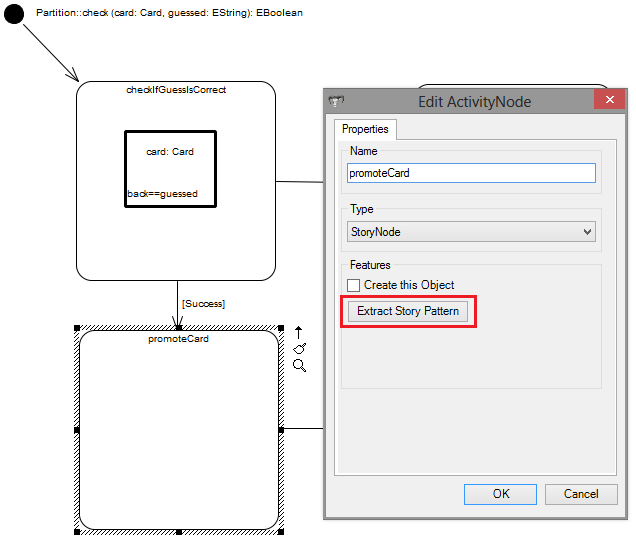 Partition::check (card: Card, guessed: EString): EBoolean
checkIfGuessIsCorrect
card: Card
back==guessed
[Success]
promoteCard
Edit ActivityNode
Properties
Name
promoteCard
Type
StoryNode
Features
Create this Object
Extract Story Pattern
OK
Cancel